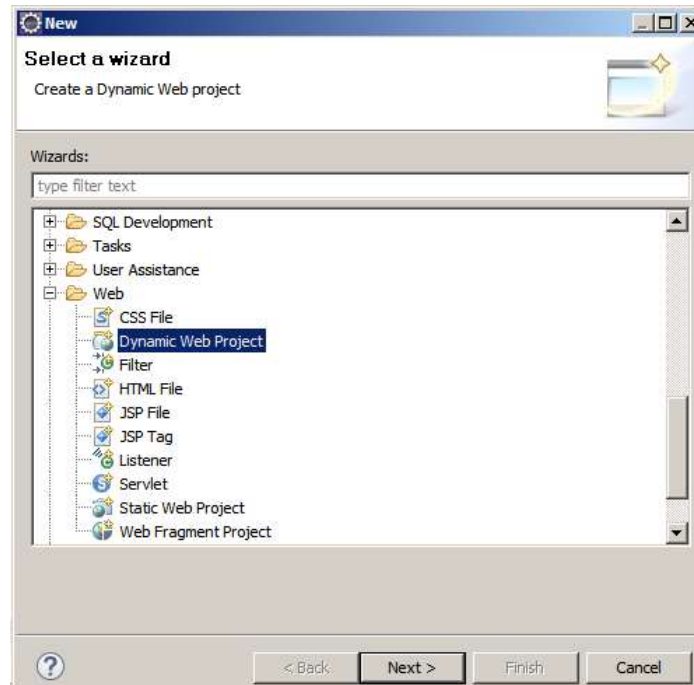 New
Select a wizard
Create a Dynamic Web project
Wizards:
type filter text
SQL Development
Tasks
User Assistance
Web
CSS File
Dynamic Web Project
Filter
HTML File
JSP File
JSP Tag
Listener
Servlet
Static Web Project
Web Fragment Project
< Back Next > Finish Cancel